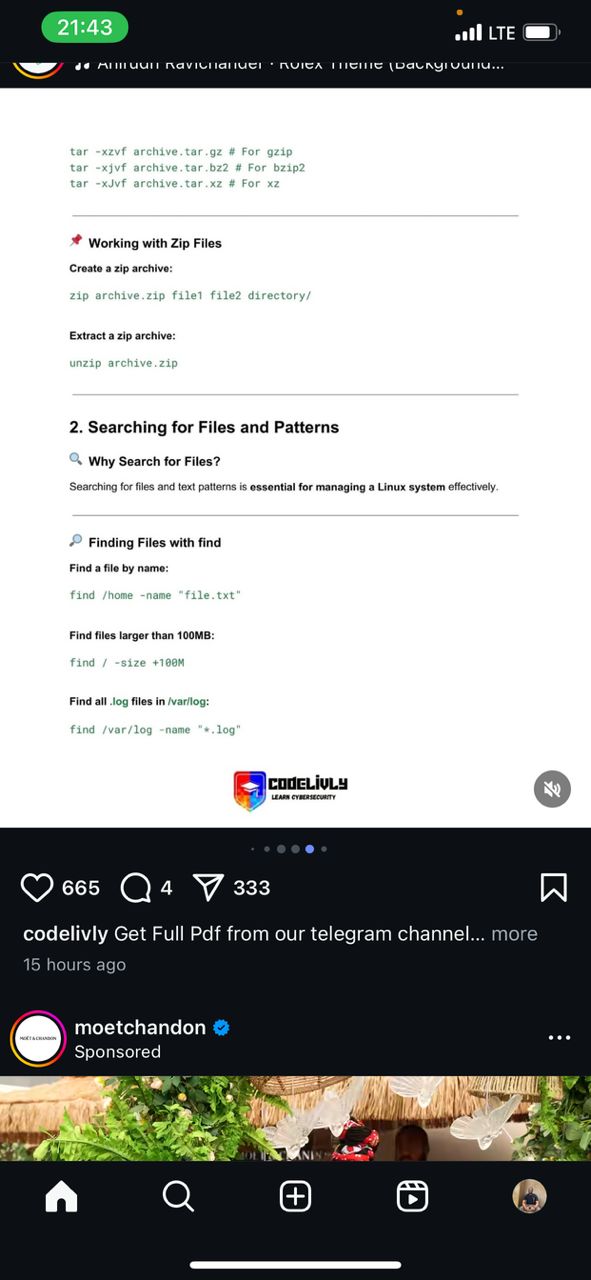 21:43
LTE
Anirudh Ravichander · Rolex Theme (Background...
tar -xzvf archive.tar.gz # For gzip
tar -xjvf archive.tar.bz2 # For bzip2
tar -xJvf archive.tar.xz # For xz
Working with Zip Files
Create a zip archive:
zip archive.zip file1 file2 directory/
Extract a zip archive:
unzip archive.zip
2. Searching for Files and Patterns
Why Search for Files?
Searching for files and text patterns is essential for managing a Linux system effectively.
Finding Files with find
Find a file by name:
find /home -name "file.txt"
Find files larger than 100MB:
find / -size +100M
Find all .log files in /var/log:
find /var/log -name "*.log"
CODELIVLY
LEARN CYBERSECURITY
665 4 333
codelivly Get Full Pdf from our telegram channel... more
15 hours ago
MOËT & CHANDON
moetchandon
Sponsored